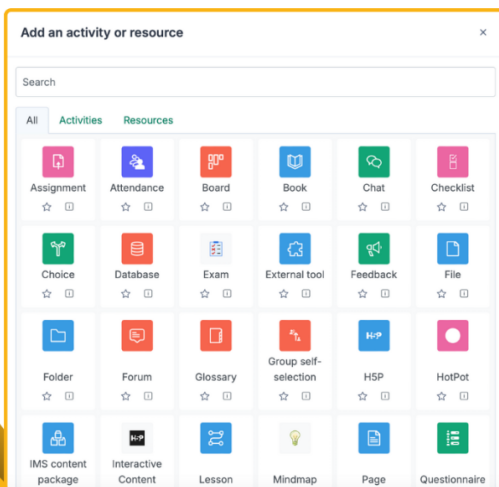 Add an activity or resource
×
Search
All Activities Resources
Assignment Attendance Board Book Chat Checklist
Choice Database Exam External tool Feedback File
Folder Forum Glossary Group self-
selection H5P HotPot
IMS content
package Interactive
Content Lesson Mindmap Page Questionnaire